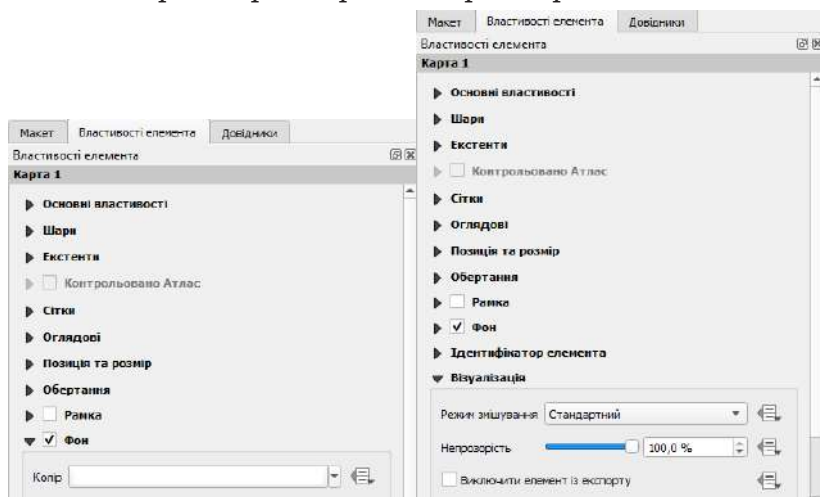 Макет Властивості елемента Довідники
Властивості елемента
Карта 1
Основні властивості
Шари
Екстенти
Контрольовано Атлас
Сітки
Оглядові
Позиція та розмір
Обертання
Рамка
Фон
Колір
Макет Властивості елемента Довідники
Властивості елемента
Карта 1
Основні властивості
Шари
Екстенти
Контрольовано Атлас
Сітки
Оглядові
Позиція та розмір
Обертання
Рамка
Фон
Ідентифікатор елемента
Візуалізація
Режим змішування Стандартний
Непрозорість 100,0 %
Виключити елемент із експорту